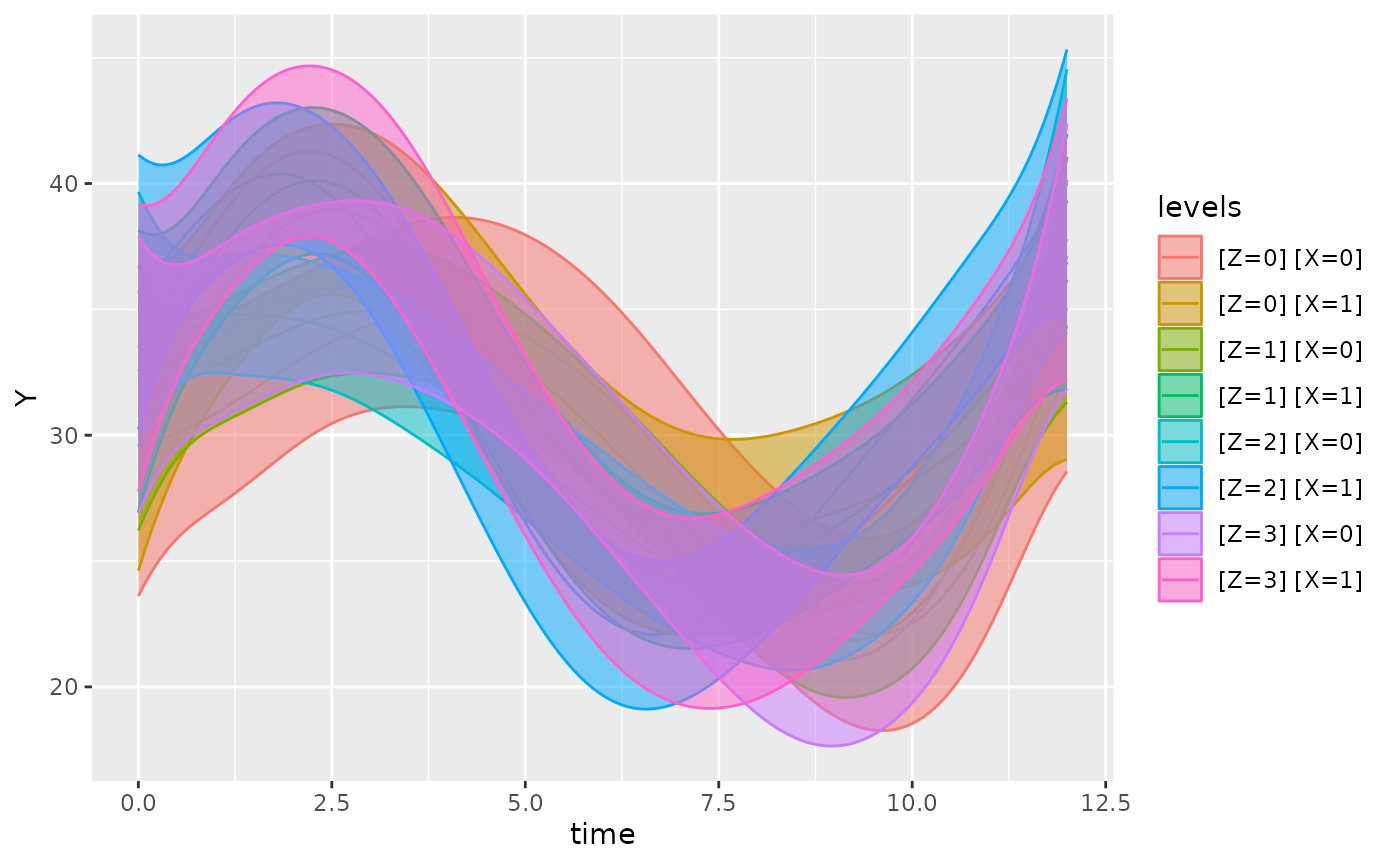 Y
40
30
20
0.0 2.5 5.0 7.5 10.0 12.5
time
levels
[Z=0] [X=0]
[Z=0] [X=1]
[Z=1] [X=0]
[Z=1] [X=1]
[Z=2] [X=0]
[Z=2] [X=1]
[Z=3] [X=0]
[Z=3] [X=1]